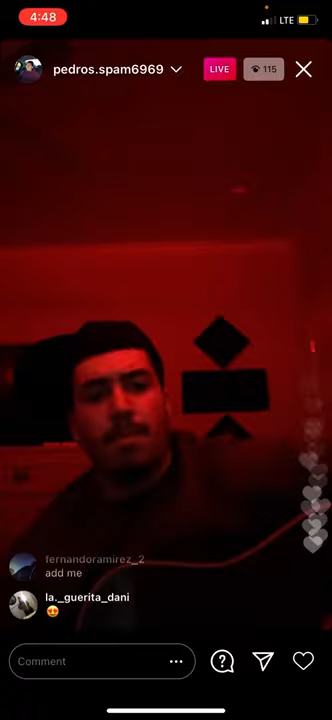 4:48
LTE
pedros.spam6969
LIVE
115
fernandoramirez_2
add me
la._guerita_dani
😍
Comment